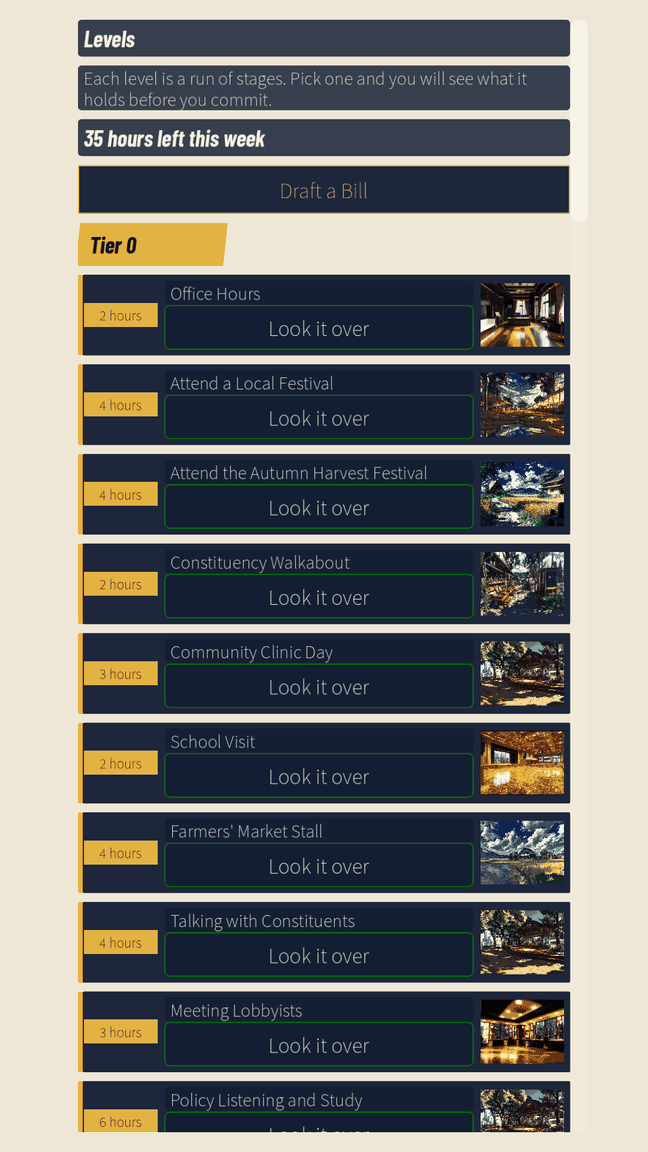 Levels
Each level is a run of stages. Pick one and you will see what it
holds before you commit.
35 hours left this week
Draft a Bill
Tier 0
Office Hours
2 hours
Look it over
Attend a Local Festival
4 hours
Look it over
Attend the Autumn Harvest Festival
4 hours
Look it over
Constituency Walkabout
2 hours
Look it over
Community Clinic Day
3 hours
Look it over
School Visit
2 hours
Look it over
Farmers' Market Stall
4 hours
Look it over
Talking with Constituents
4 hours
Look it over
Meeting Lobbyists
3 hours
Look it over
Policy Listening and Study
6 hours
Look it over